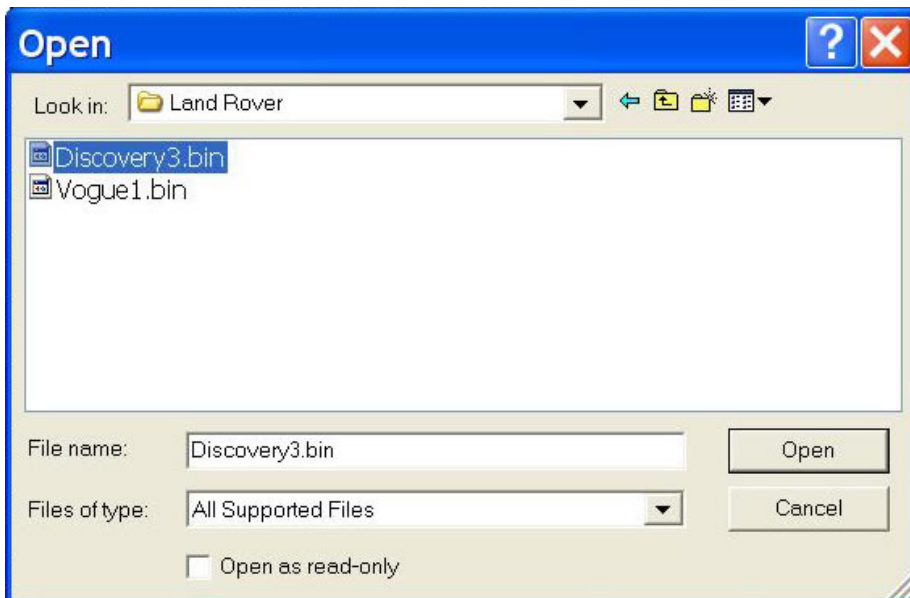 Open
Look in: Land Rover
Discovery3.bin
Vogue1.bin
File name: Discovery3.bin Open
Files of type: All Supported Files Cancel
Open as read-only